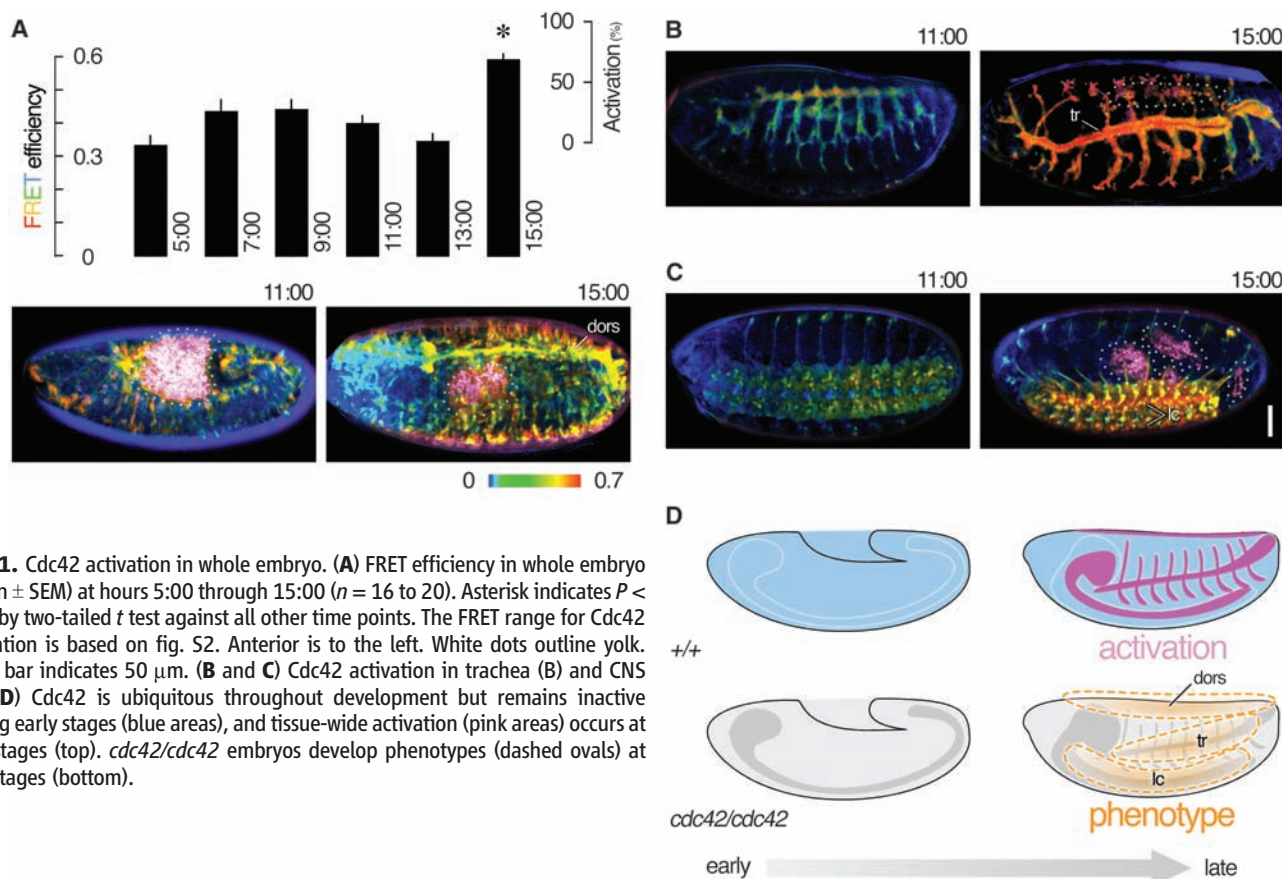 A
100
50
0
Activation (%)
*
0.6
0.3
0
FRET efficiency
5:00
7:00
9:00
11:00
13:00
15:00
11:00
15:00
dors
0
0.7
B
11:00
15:00
tr
C
11:00
15:00
lc
D
+/+
activation
dors
tr
lc
cdc42/cdc42
phenotype
early
late
1. Cdc42 activation in whole embryo. (A) FRET efficiency in whole embryo
± SEM) at hours 5:00 through 15:00 (n = 16 to 20). Asterisk indicates P <
by two-tailed t test against all other time points. The FRET range for Cdc42
is based on fig. S2. Anterior is to the left. White dots outline yolk.
bar indicates 50 μm. (B and C) Cdc42 activation in trachea (B) and CNS
D) Cdc42 is ubiquitous throughout development but remains inactive
early stages (blue areas), and tissue-wide activation (pink areas) occurs at
stages (top). cdc42/cdc42 embryos develop phenotypes (dashed ovals) at
stages (bottom).